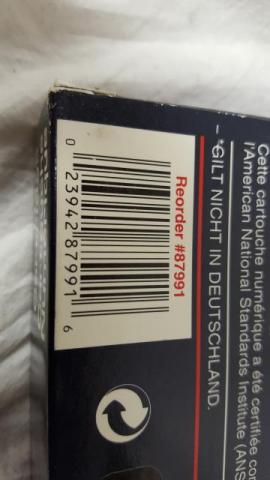 Cette cartouche numérique a été certifiée con
l'American National Standards Institute (ANS
– *GILT NICHT IN DEUTSCHLAND.
Reorder #87991
0 23942 87991 6